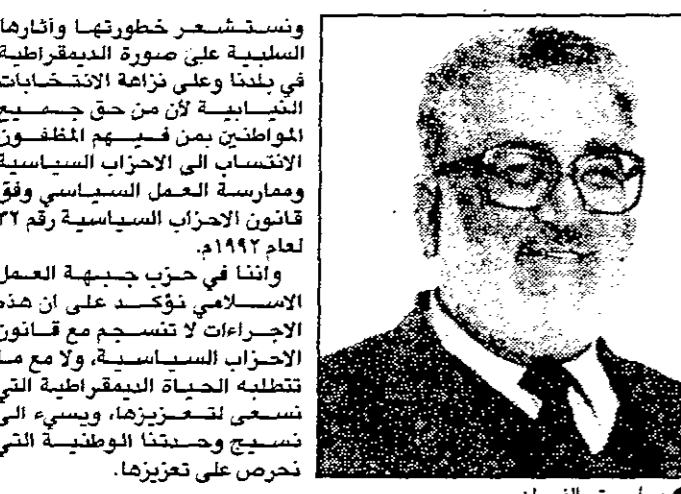 ونستشعر خطورتها وأثارها
السلبية على صورة الديمقراطية
في بلدنا وعلى نزاهة الانتخابات
النيابية لأن من حق جميع
المواطنين بمن فيهم المظفون
الانتساب الى الاحزاب السياسية
وممارسة العمل السياسي وفق
قانون الاحزاب السياسية رقم ٣٢
لعام ١٩٩٢م.
وأننا في حزب جبهة العمل
الاسلامي نؤكد على ان هذه
الاجراءات لا تنسجم مع قانون
الاحزاب السياسية، ولا مع ما
تتطلبه الحياة الديمقراطية التي
نسعى لتعزيزها، ويسيء الى
نسيج وحدتنا الوطنية التي
نحرص على تعزيزها.